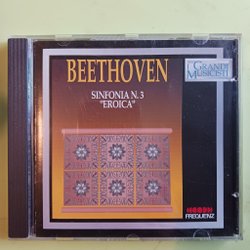 BEETHOVEN
I GRANDI
MUSICISTI
SINFONIA N. 3
"EROICA"
FREQUENZ